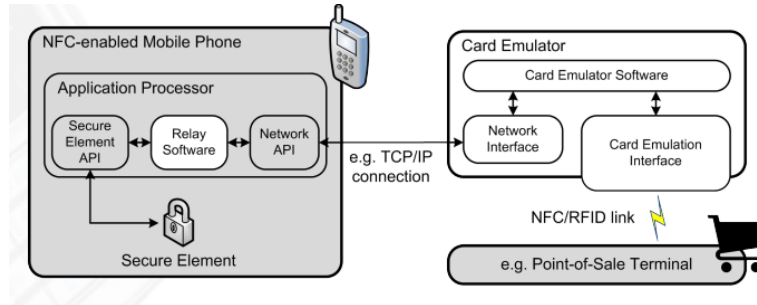 NFC-enabled Mobile Phone
Application Processor
Secure
Element
API
Relay
Software
Network
API
Secure Element
e.g. TCP/IP
connection
Card Emulator
Card Emulator Software
Network
Interface
Card Emulation
Interface
NFC/RFID link
e.g. Point-of-Sale Terminal